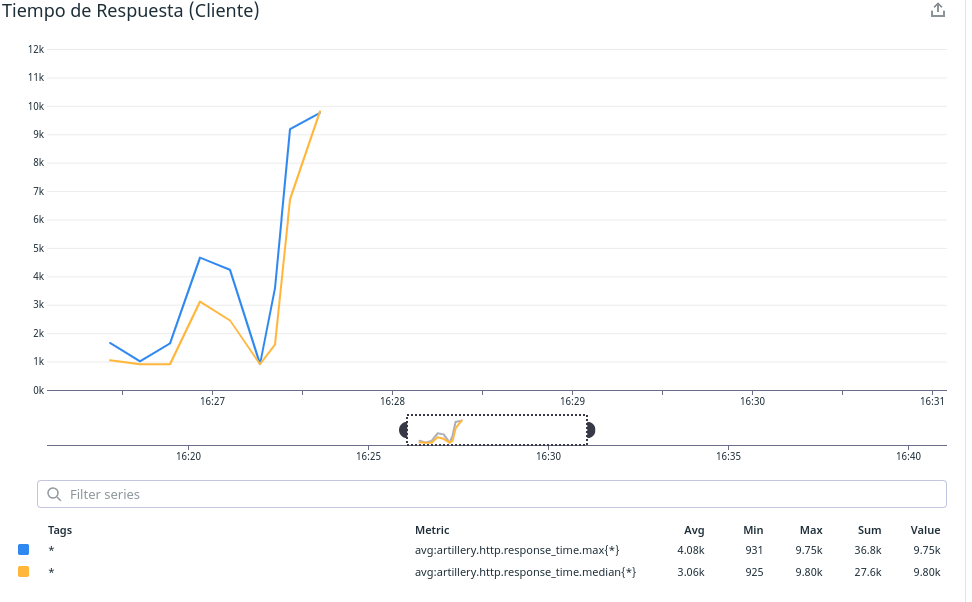 Tiempo de Respuesta (Cliente)
12k
11k
10k
9k
8k
7k
6k
5k
4k
3k
2k
1k
0k
16:27 16:28 16:29 16:30 16:31
16:20 16:25 16:30 16:35 16:40
Filter series
Tags Metric Avg Min Max Sum Value
* avg:artillery.http.response_time.max{*} 4.08k 931 9.75k 36.8k 9.75k
* avg:artillery.http.response_time.median{*} 3.06k 925 9.80k 27.6k 9.80k